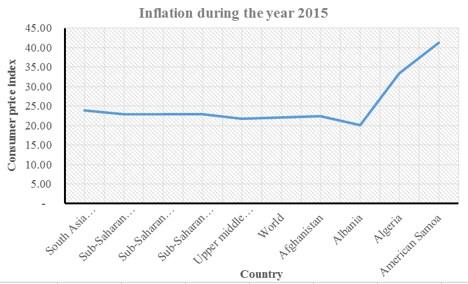 Inflation during the year 2015
Consumer price index
45.00
40.00
35.00
30.00
25.00
20.00
15.00
10.00
5.00
-
South Asia...
Sub-Saharan...
Sub-Saharan...
Sub-Saharan...
Upper middle...
World
Afghanistan
Albania
Algeria
American Samoa
Country